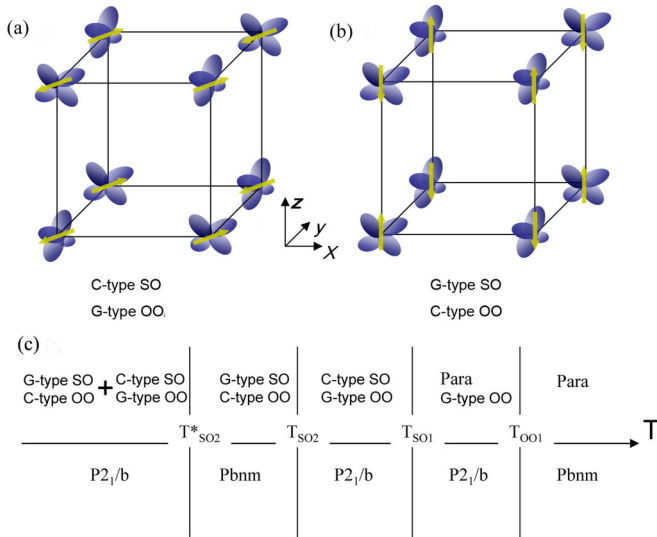 (a)
(b)
z
y
X
C-type SO
G-type OO
G-type SO
C-type OO
(c)
G-type SO + C-type SO
C-type OO G-type OO
G-type SO
C-type OO
C-type SO
G-type OO
Para
G-type OO
Para
T*SO2 TSO2 TSO1 TOO1 T
P21/b Pbnm P21/b P21/b Pbnm